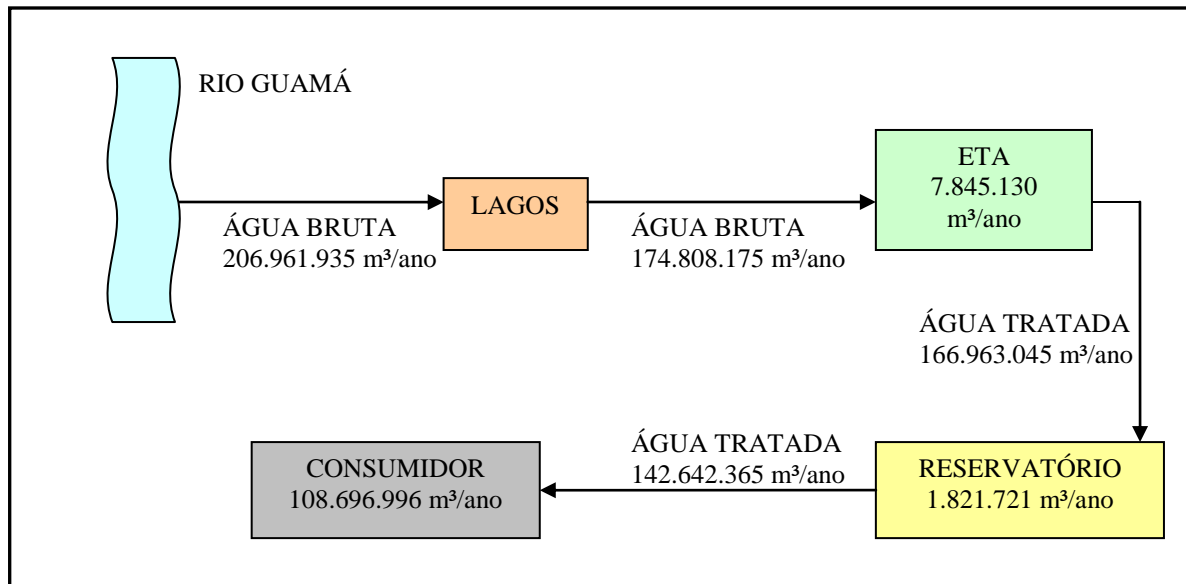 RIO GUAMÁ
LAGOS
ETA
7.845.130
m³/ano
ÁGUA BRUTA
206.961.935 m³/ano
ÁGUA BRUTA
174.808.175 m³/ano
ÁGUA TRATADA
166.963.045 m³/ano
CONSUMIDOR
108.696.996 m³/ano
ÁGUA TRATADA
142.642.365 m³/ano
RESERVATÓRIO
1.821.721 m³/ano